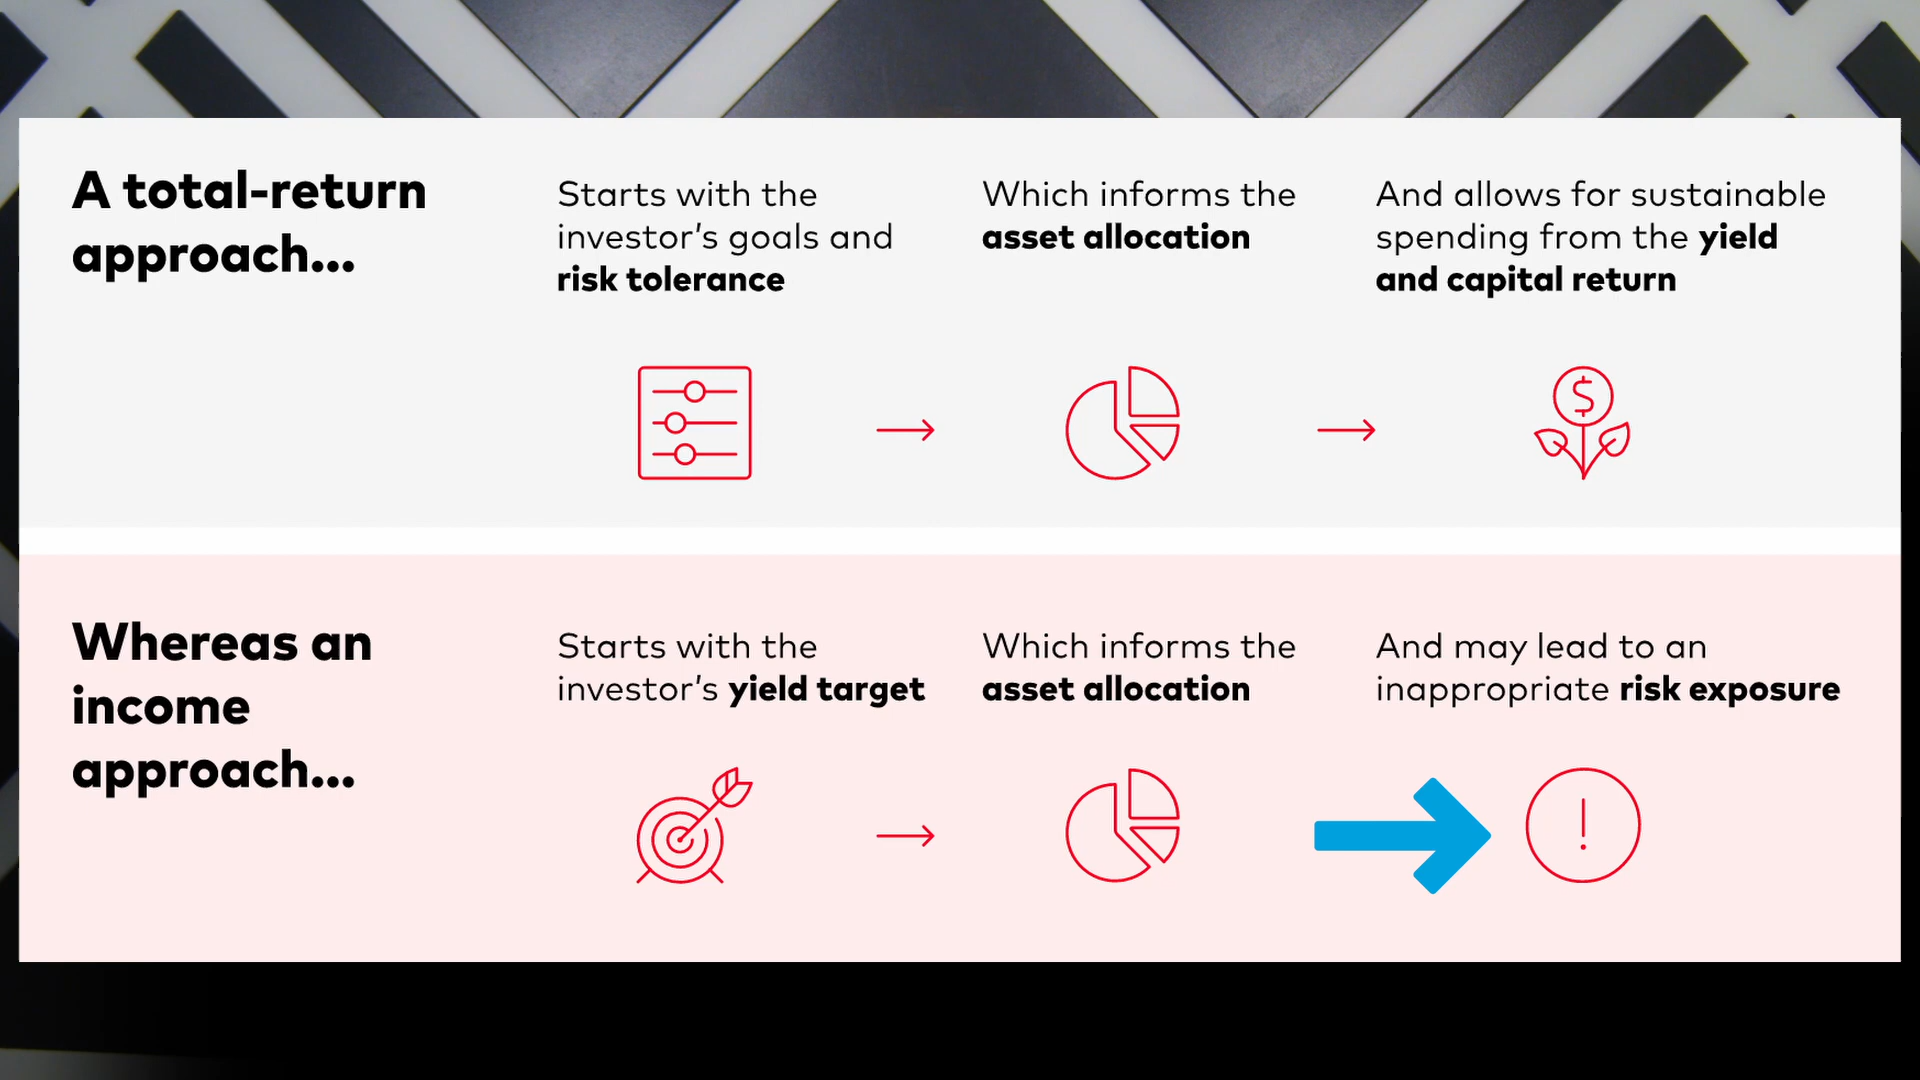 A total-return
approach...
Starts with the
investor's goals and
risk tolerance
Which informs the
asset allocation
And allows for sustainable
spending from the yield
and capital return
$
Whereas an
income
approach...
Starts with the
investor's yield target
Which informs the
asset allocation
And may lead to an
inappropriate risk exposure
!